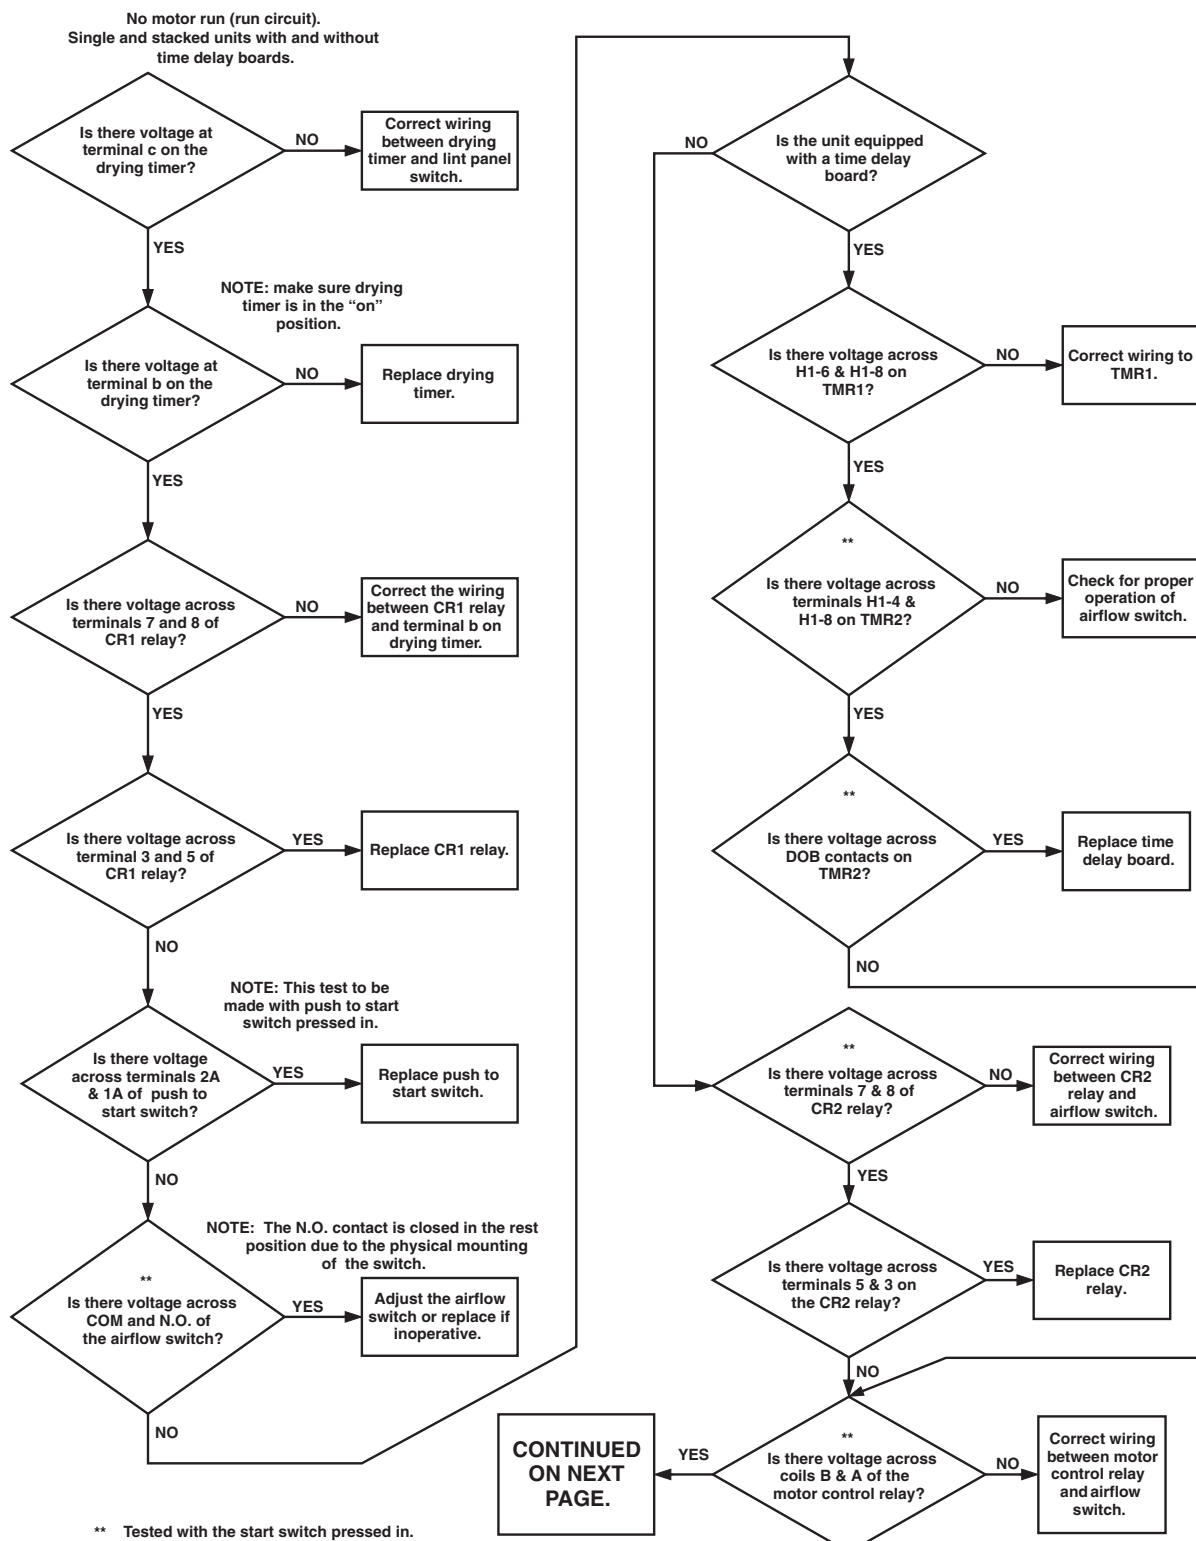 No motor run (run circuit).
Single and stacked units with and without
time delay boards.
Is there voltage at
terminal c on the
drying timer?
NO
Correct wiring
between drying
timer and lint panel
switch.
YES
NOTE: make sure drying
timer is in the “on”
position.
Is there voltage at
terminal b on the
drying timer?
NO
Replace drying
timer.
YES
Is there voltage across
terminals 7 and 8 of
CR1 relay?
NO
Correct the wiring
between CR1 relay
and terminal b on
drying timer.
YES
Is there voltage across
terminal 3 and 5 of
CR1 relay?
YES
Replace CR1 relay.
NO
NOTE: This test to be
made with push to start
switch pressed in.
Is there voltage
across terminals 2A
& 1A of push to
start switch?
YES
Replace push to
start switch.
NO
NOTE: The N.O. contact is closed in the rest
position due to the physical mounting
of the switch.
**
Is there voltage across
COM and N.O. of
the airflow switch?
YES
Adjust the airflow
switch or replace if
inoperative.
NO
** Tested with the start switch pressed in.
Is the unit equipped
with a time delay
board?
NO
YES
Is there voltage across
H1-6 & H1-8 on
TMR1?
NO
Correct wiring to
TMR1.
YES
**
Is there voltage across
terminals H1-4 &
H1-8 on TMR2?
NO
Check for proper
operation of
airflow switch.
YES
**
Is there voltage across
DOB contacts on
TMR2?
YES
Replace time
delay board.
NO
**
Is there voltage across
terminals 7 & 8 of
CR2 relay?
NO
Correct wiring
between CR2
relay and
airflow switch.
YES
Is there voltage across
terminals 5 & 3 on
the CR2 relay?
YES
Replace CR2
relay.
NO
**
Is there voltage across
coils B & A of the
motor control relay?
NO
Correct wiring
between motor
control relay
and airflow
switch.
YES
CONTINUED
ON NEXT
PAGE.